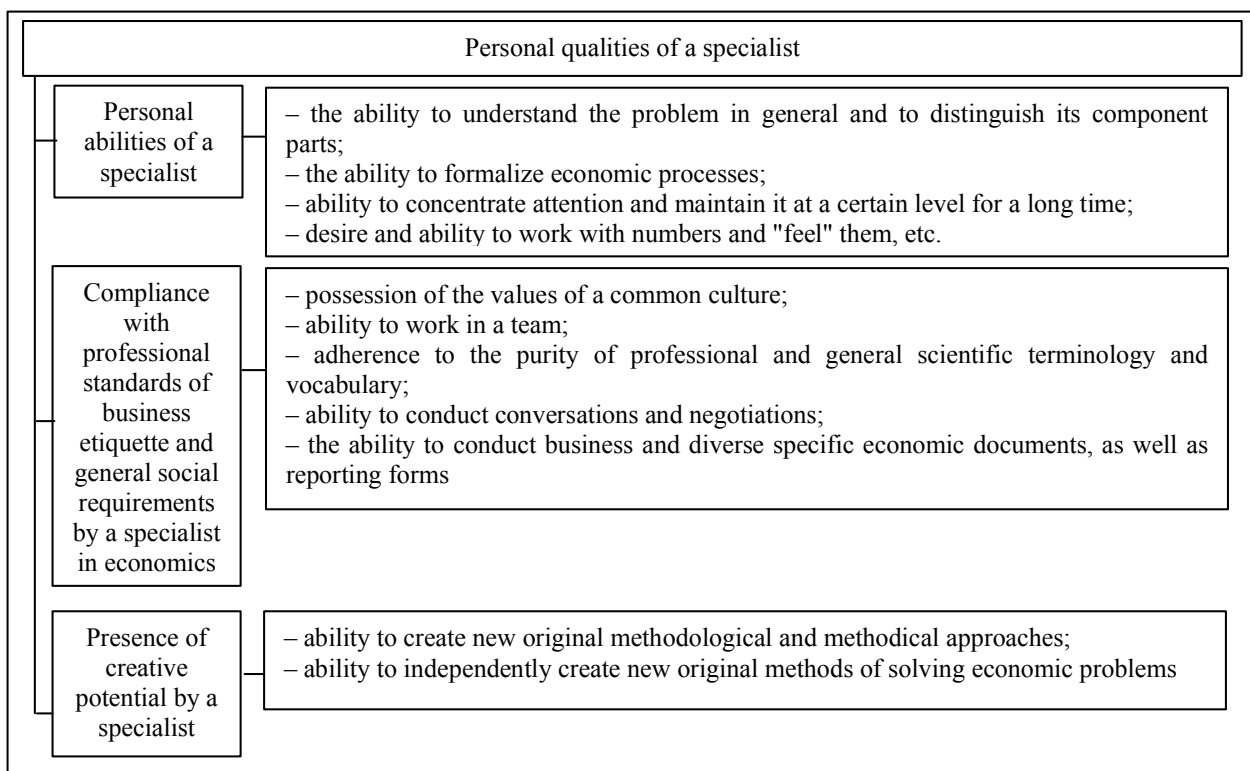 Personal qualities of a specialist
Personal
abilities of a
specialist
– the ability to understand the problem in general and to distinguish its component
parts;
– the ability to formalize economic processes;
– ability to concentrate attention and maintain it at a certain level for a long time;
– desire and ability to work with numbers and "feel" them, etc.
Compliance
with
professional
standards of
business
etiquette and
general social
requirements
by a specialist
in economics
– possession of the values of a common culture;
– ability to work in a team;
– adherence to the purity of professional and general scientific terminology and
vocabulary;
– ability to conduct conversations and negotiations;
– the ability to conduct business and diverse specific economic documents, as well as
reporting forms
Presence of
creative
potential by a
specialist
– ability to create new original methodological and methodical approaches;
– ability to independently create new original methods of solving economic problems